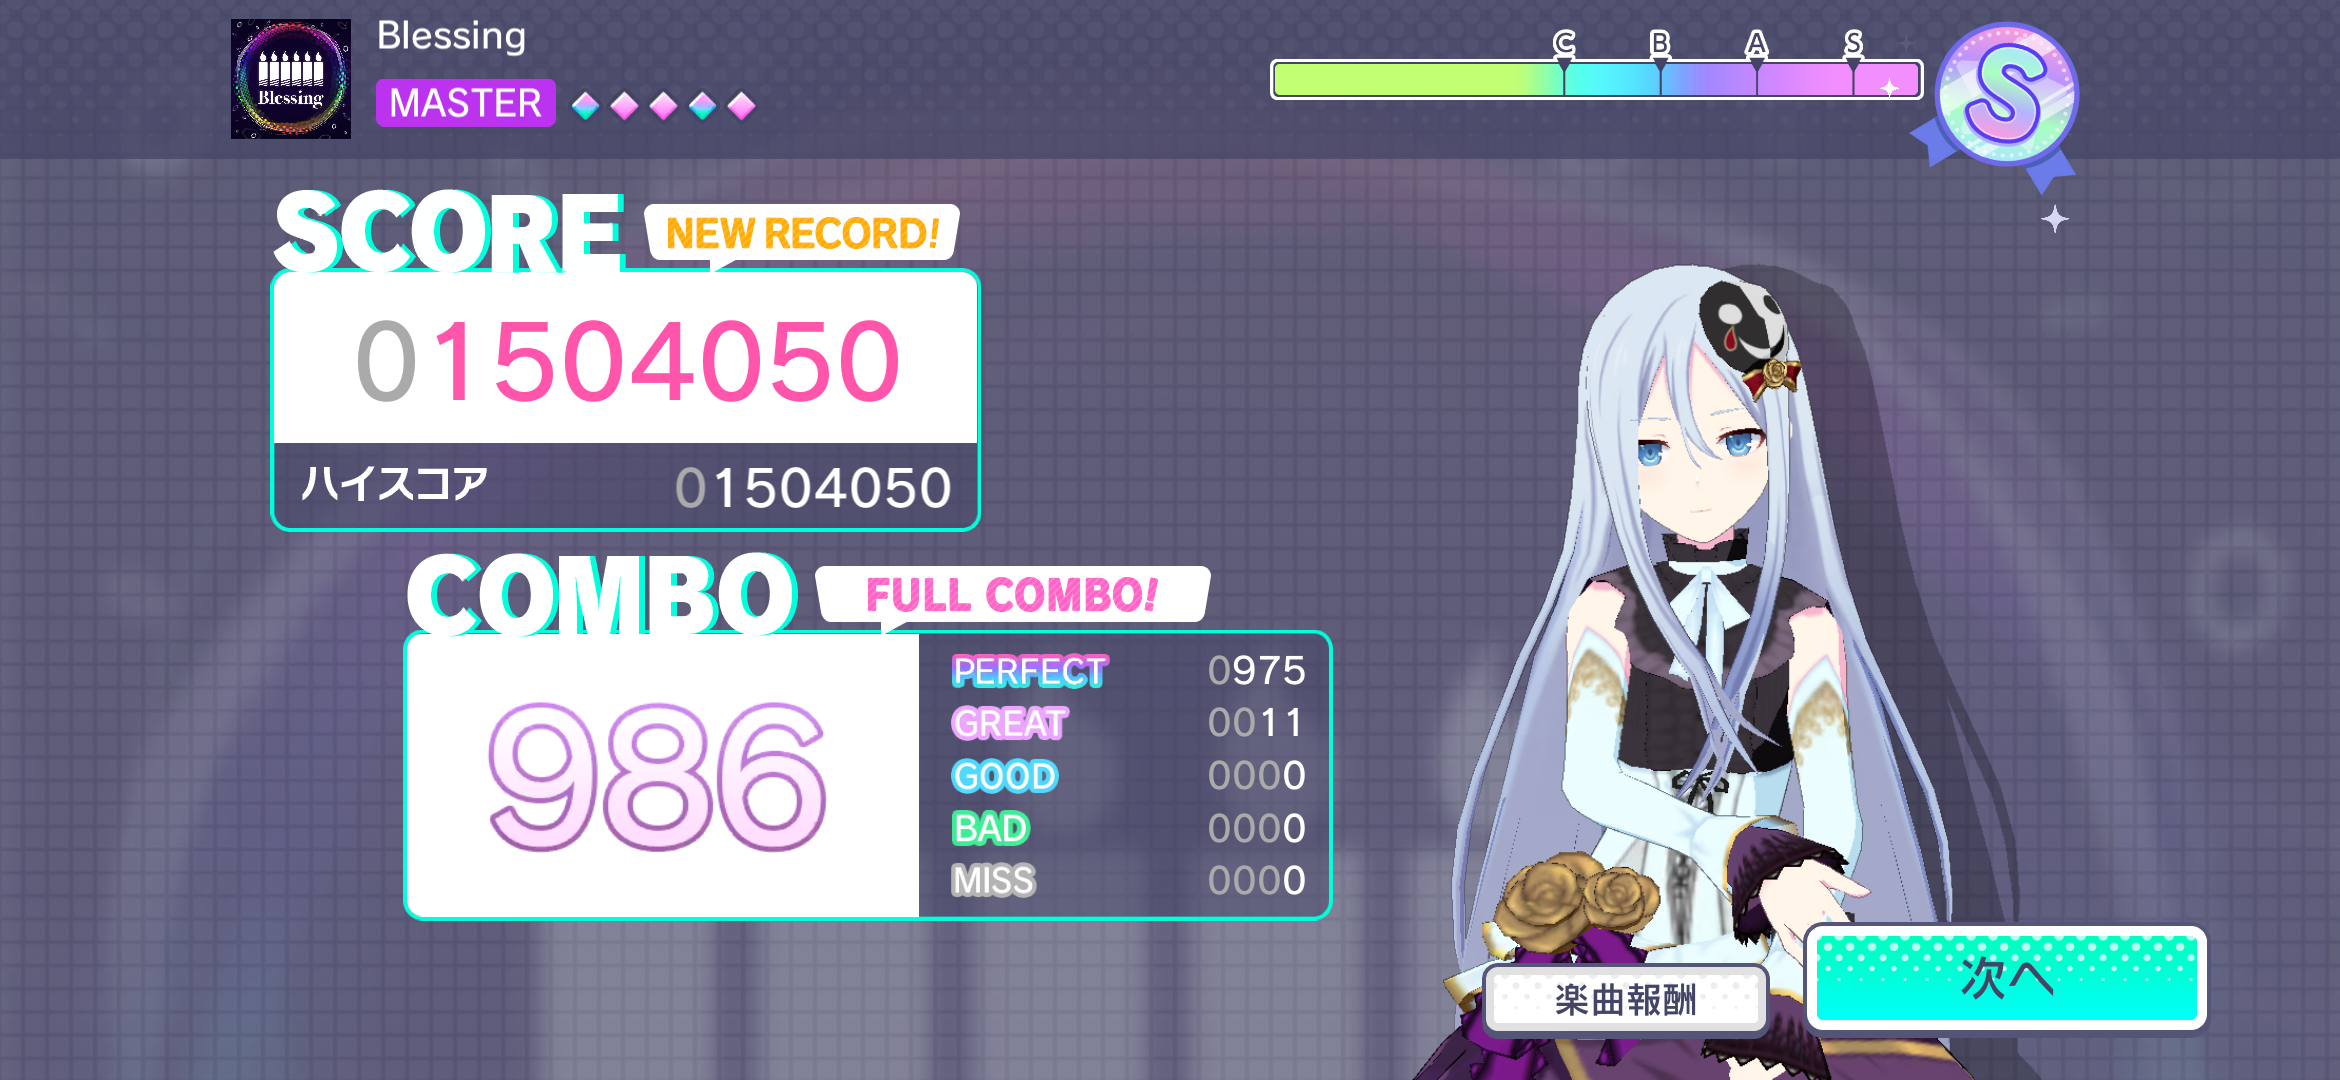 Blessing
Blessing
MASTER
C B A S
S
SCORE
NEW RECORD!
01504050
ハイスコア 01504050
COMBO
FULL COMBO!
986
PERFECT 0975
GREAT 0011
GOOD 0000
BAD 0000
MISS 0000
楽曲報酬
次へ